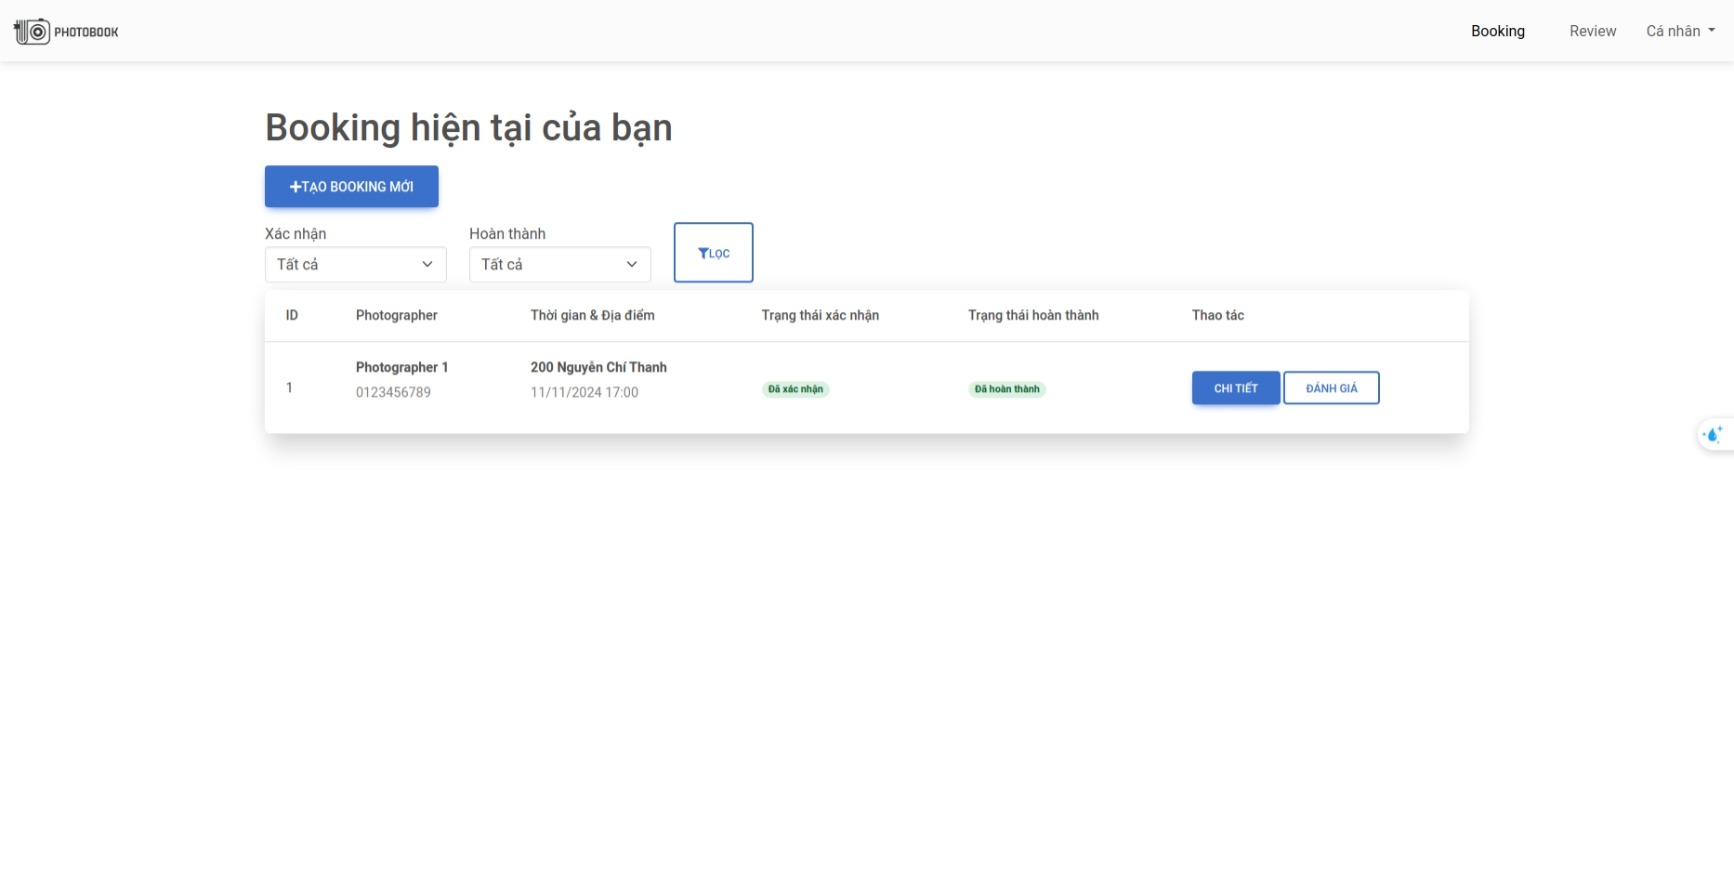 PHOTOBOOK
Booking Review Cá nhân
Booking hiện tại của bạn
+TẠO BOOKING MỚI
Xác nhận Hoàn thành
Tất cả Tất cả LỌC
ID Photographer Thời gian & Địa điểm Trạng thái xác nhận Trạng thái hoàn thành Thao tác
Photographer 1 200 Nguyễn Chí Thanh
1 Đã xác nhận Đã hoàn thành CHI TIẾT ĐÁNH GIÁ
0123456789 11/11/2024 17:00